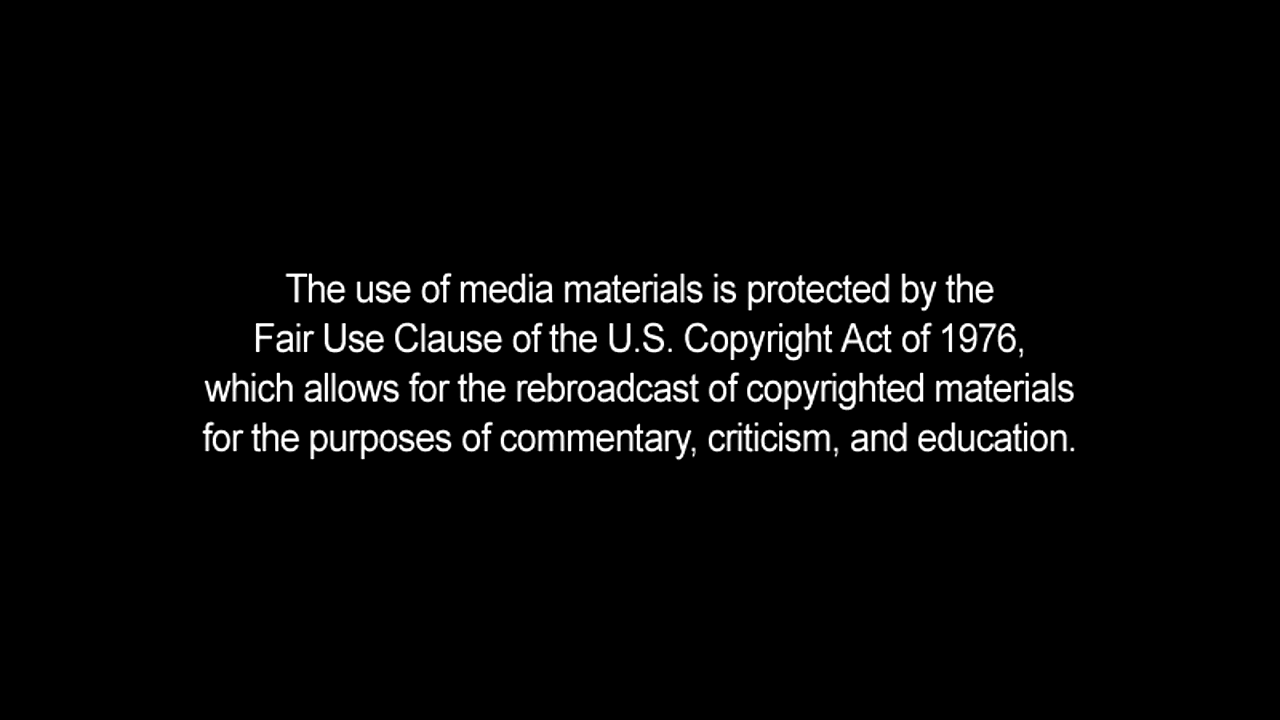 The use of media materials is protected by the
Fair Use Clause of the U.S. Copyright Act of 1976,
which allows for the rebroadcast of copyrighted materials
for the purposes of commentary, criticism, and education.